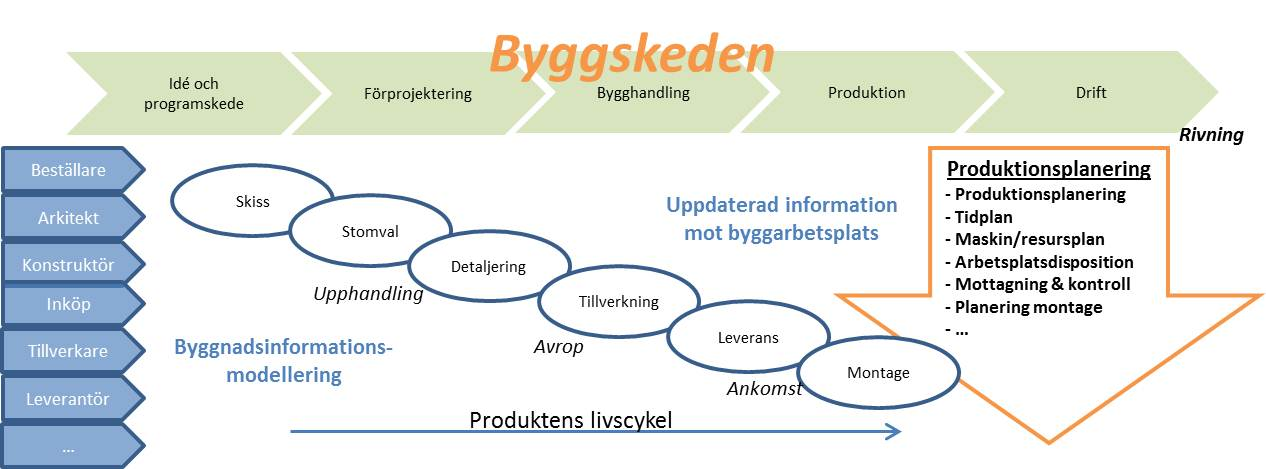 Byggskeden
Idé och
programskede
Förprojektering
Bygghandling
Produktion
Drift
Rivning
Beställare
Arkitekt
Konstruktör
Inköp
Tillverkare
Leverantör
...
Skiss
Stomval
Detaljering
Tillverkning
Leverans
Montage
Upphandling
Avrop
Ankomst
Uppdaterad information
mot byggarbetsplats
Byggnadsinformations-
modellering
Produktens livscykel
Produktionsplanering
- Produktionsplanering
- Tidplan
- Maskin/resursplan
- Arbetsplatsdisposition
- Mottagning & kontroll
- Planering montage
- ...